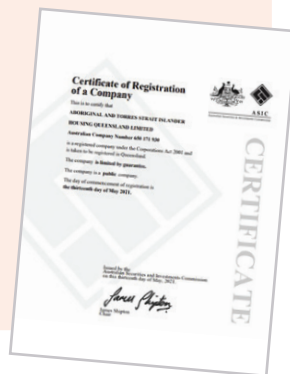 Certificate of Registration
of a Company
This is to certify that
ABORIGINAL AND TORRES STRAIT ISLANDER
HOUSING QUEENSLAND LIMITED
Australian Company Number 650 171 520
is a registered company under the Corporations Act 2001 and
is taken to be registered in Queensland.
The company is limited by guarantee.
The company is a public company.
The day of commencement of registration is
the thirteenth day of May 2021.
ASIC
CERTIFICATE
Issued by the
Australian Securities and Investments Commission
on this thirteenth day of May, 2021.
James Shipton
Chair